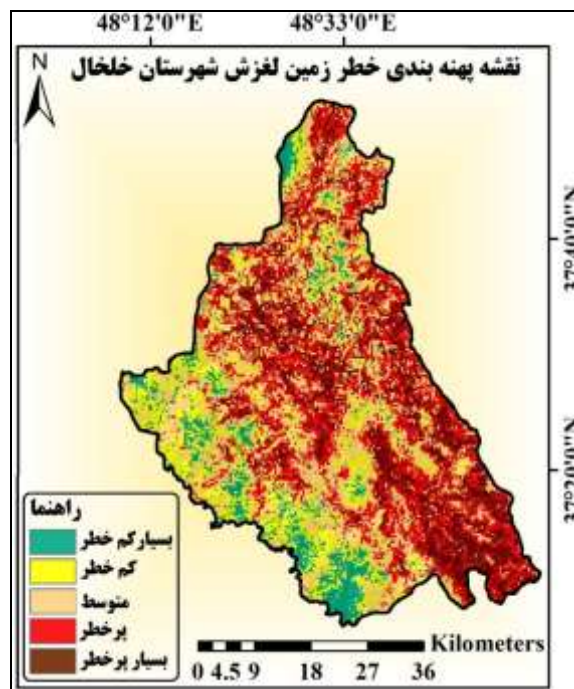 48°12'0"E 48°33'0"E
N
نقشه پهنه بندی خطر زمین لغزش شهرستان خلخال
37°40'0"N
37°20'0"N
راهنما
بسیارکم خطر
کم خطر
متوسط
پرخطر
بسیار پرخطر
Kilometers
0 4.5 9 18 27 36